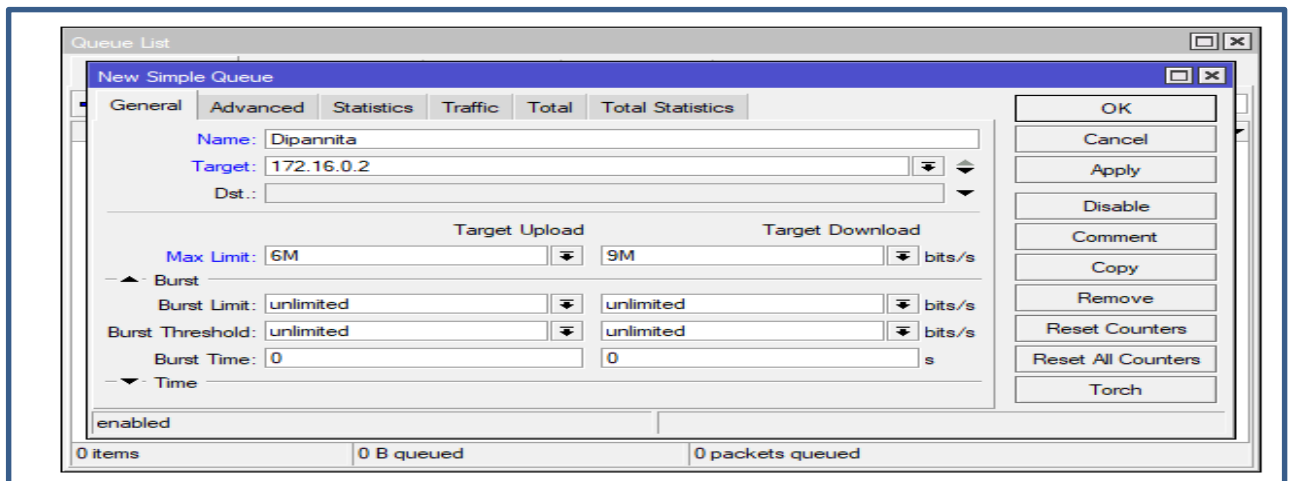 Queue List
New Simple Queue
General Advanced Statistics Traffic Total Total Statistics
OK
Name: Dipannita
Cancel
Target: 172.16.0.2
Apply
Dst.:
Disable
Target Upload Target Download
Comment
Max Limit: 6M 9M bits/s
Copy
Burst
Burst Limit: unlimited unlimited bits/s
Remove
Burst Threshold: unlimited unlimited bits/s
Reset Counters
Burst Time: 0 0 s
Reset All Counters
Time
Torch
enabled
0 items 0 B queued 0 packets queued